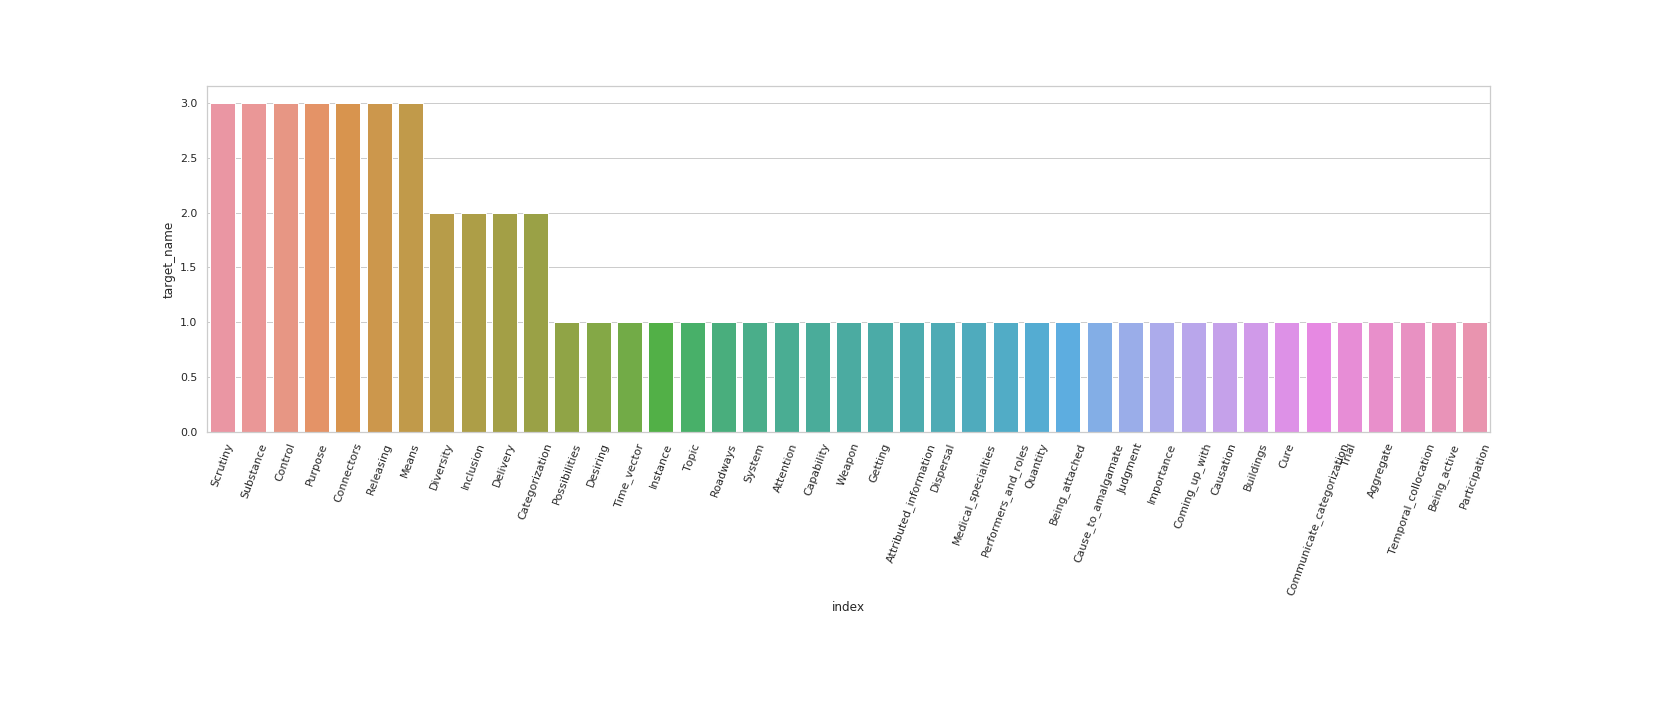 3.0
2.5
2.0
1.5
1.0
0.5
0.0
target_name
Scrutiny
Substance
Control
Purpose
Connectors
Releasing
Means
Diversity
Inclusion
Delivery
Categorization
Possibilities
Desiring
Time_vector
Instance
Topic
Roadways
System
Attention
Capability
Weapon
Getting
Attributed_information
Dispersal
Medical_specialties
Performers_and_roles
Quantity
Being_attached
Cause_to_amalgamate
Judgment
Importance
Coming_up_with
Causation
Buildings
Cure
Communicate_categorization
Trial
Aggregate
Temporal_collocation
Being_active
Participation
index